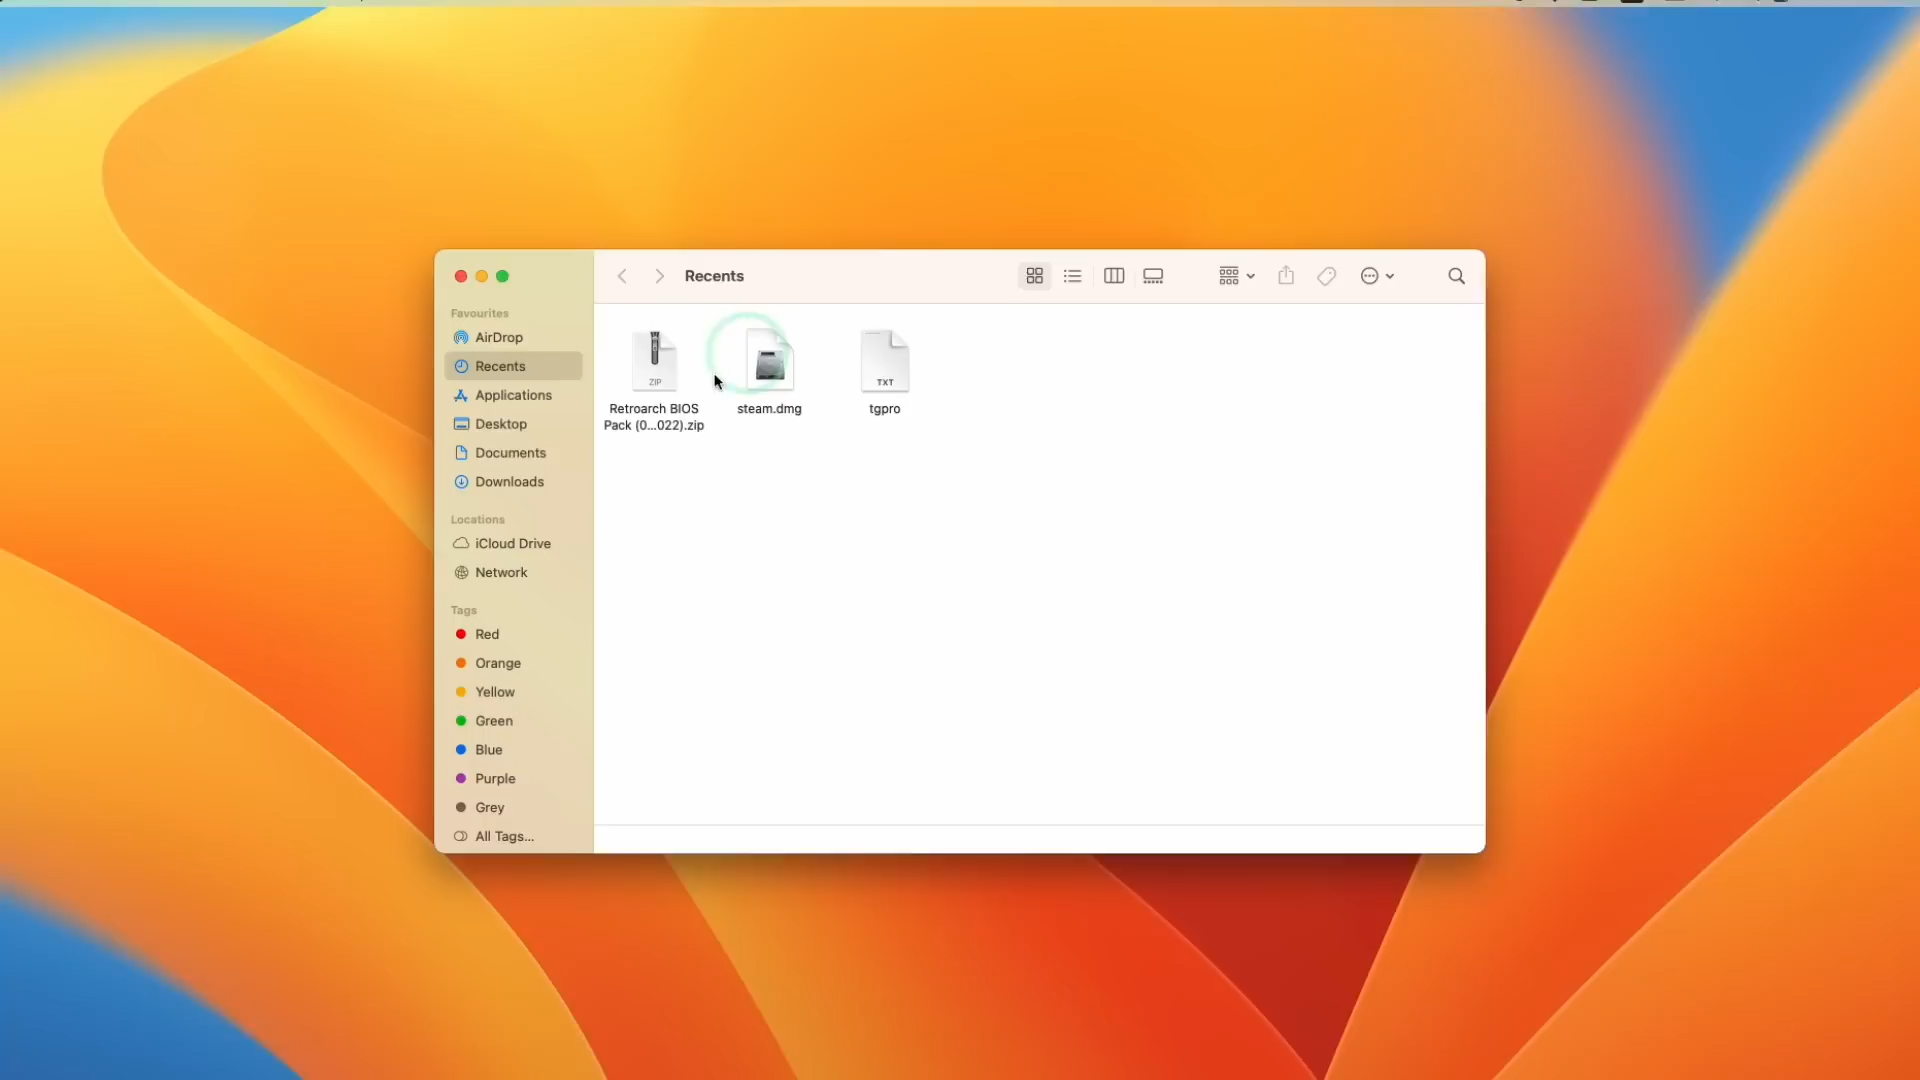 Recents
Favourites
AirDrop
Recents
Applications
Desktop
Documents
Downloads
Locations
iCloud Drive
Network
Tags
Red
Orange
Yellow
Green
Blue
Purple
Grey
All Tags...
ZIP
TXT
Retroarch BIOS
Pack (0...022).zip
steam.dmg
tgpro